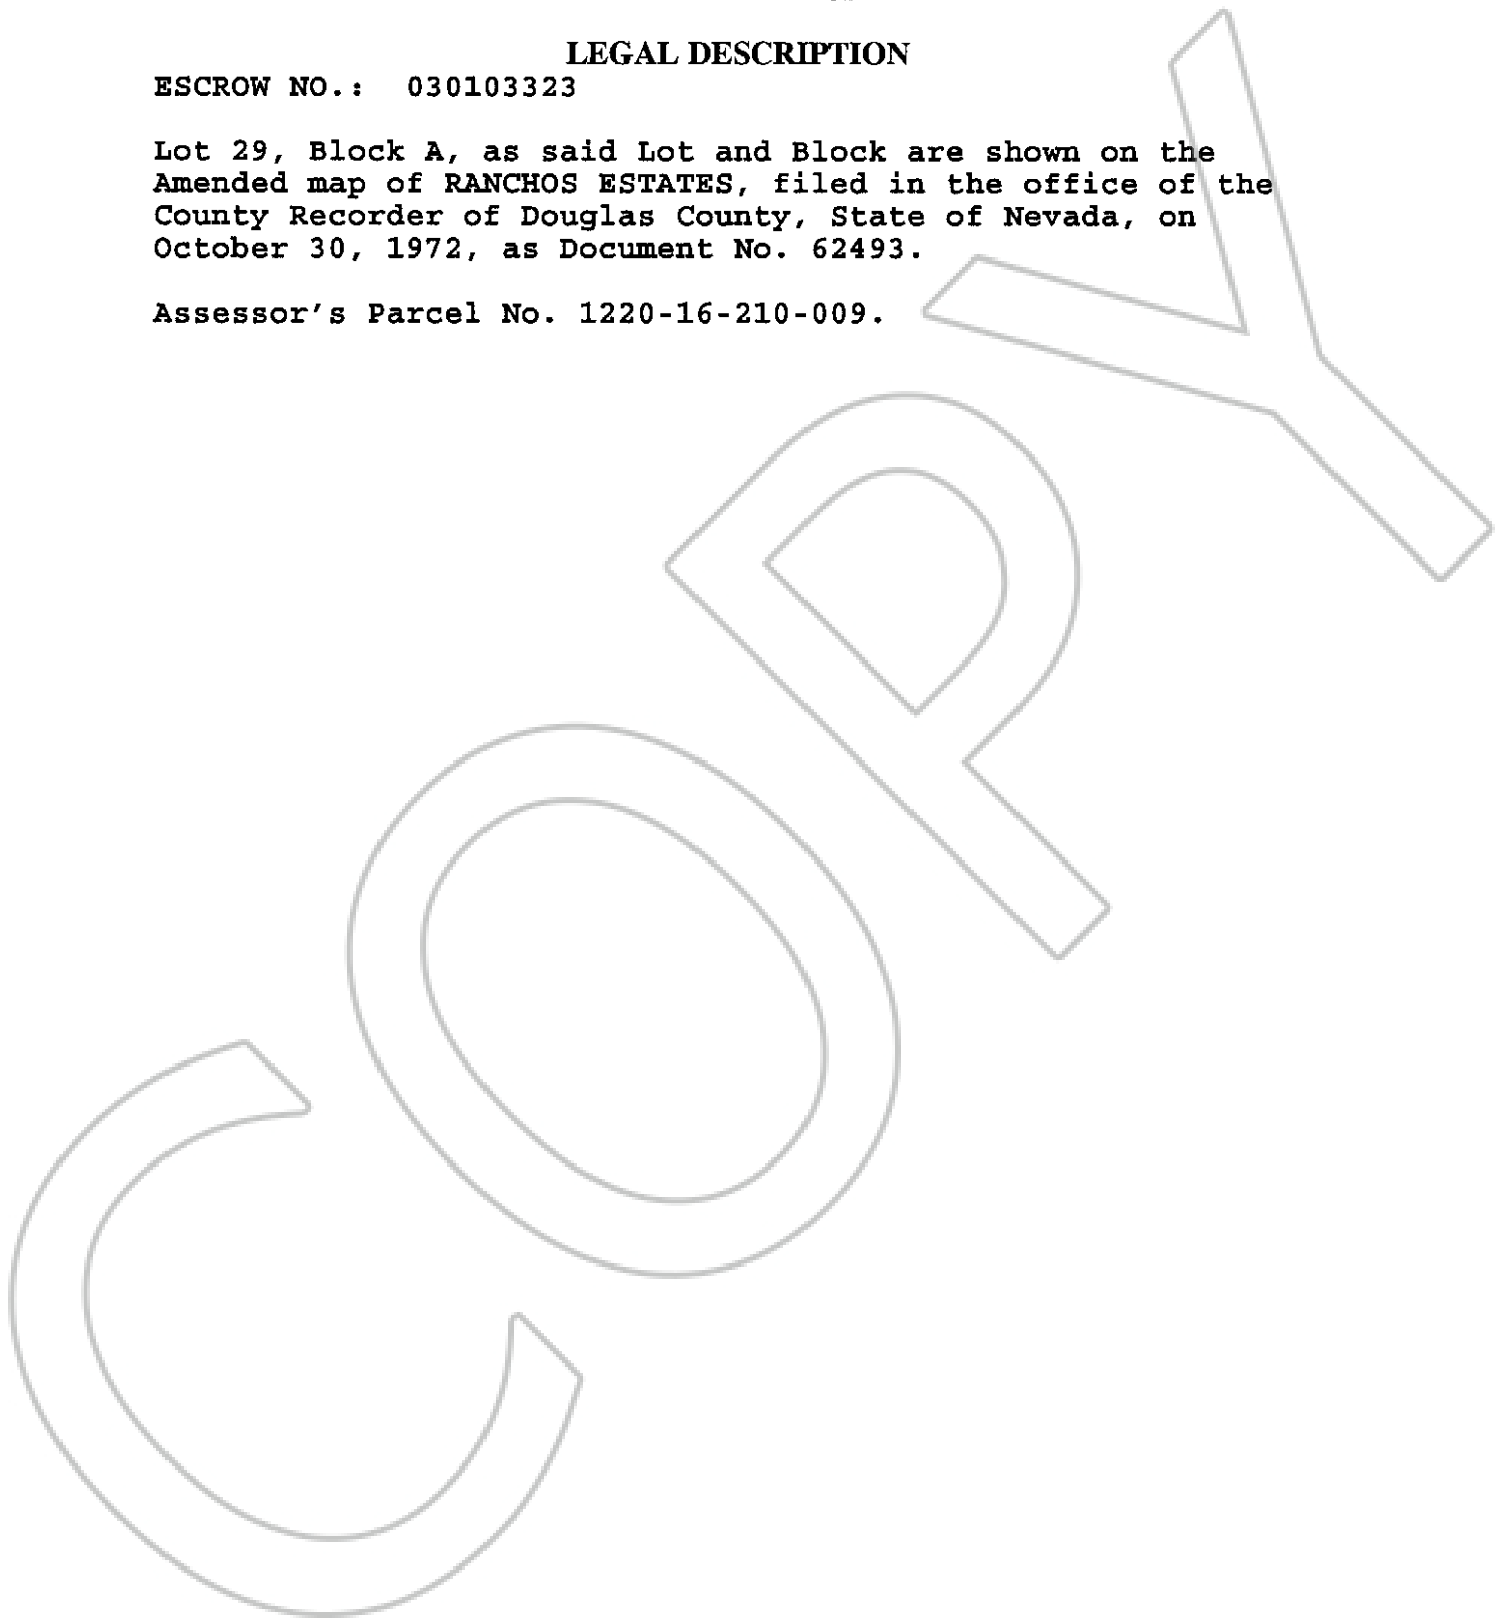 LEGAL DESCRIPTION
ESCROW NO.: 030103323
Lot 29, Block A, as said Lot and Block are shown on the
Amended map of RANCHOS ESTATES, filed in the office of the
County Recorder of Douglas County, State of Nevada, on
October 30, 1972, as Document No. 62493.
Assessor's Parcel No. 1220-16-210-009.
COPY